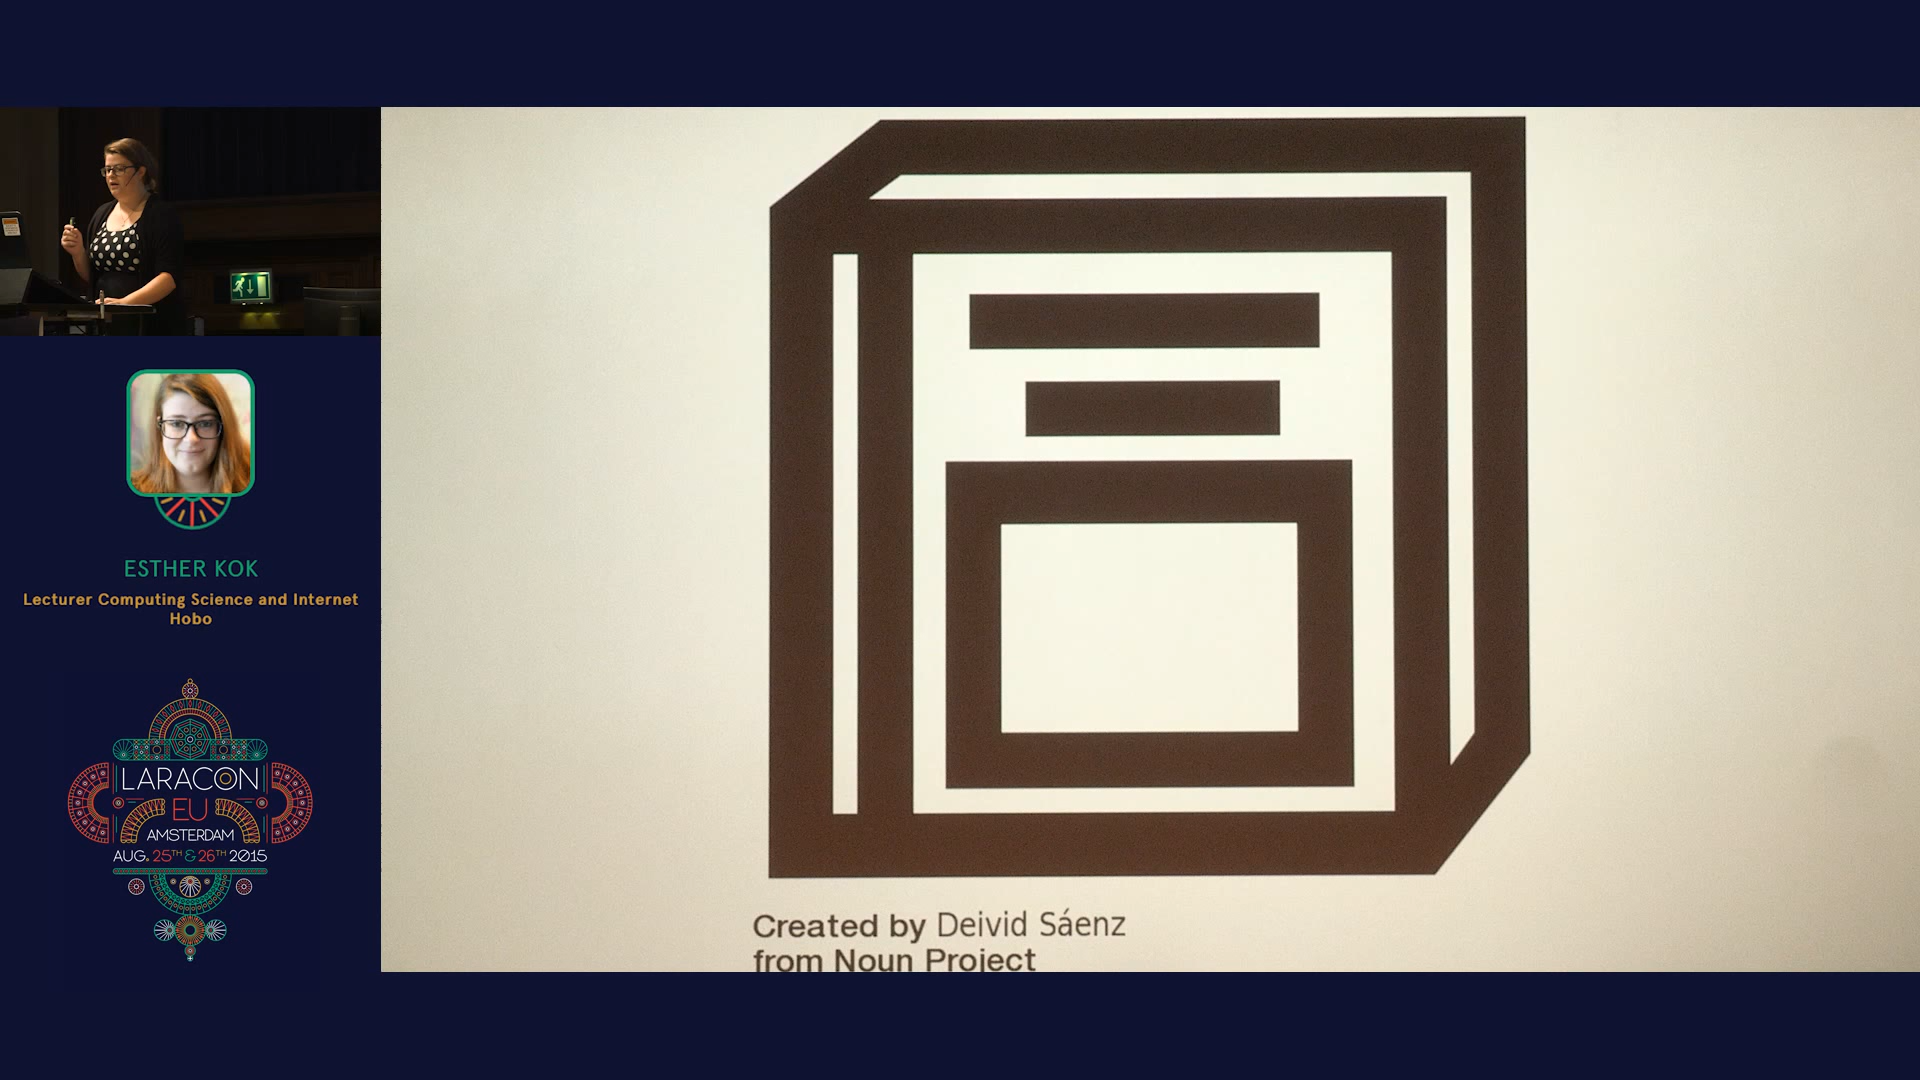 ESTHER KOK
Lecturer Computing Science and Internet
Hobo
LARACON
EU
AMSTERDAM
AUG. 25TH & 26TH 2015
Created by Deivid Sáenz
from Noun Project